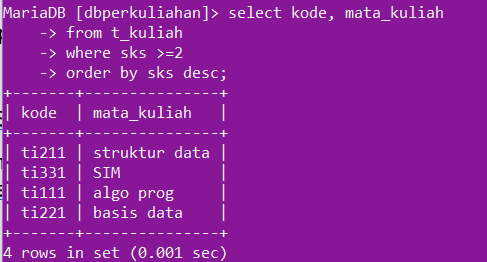 MariaDB [dbperkuliahan]> select kode, mata_kuliah
    -> from t_kuliah
    -> where sks >=2
    -> order by sks desc;
+-------+---------------+
| kode  | mata_kuliah   |
+-------+---------------+
| ti211 | struktur data |
| ti331 | SIM           |
| ti111 | algo prog     |
| ti221 | basis data    |
+-------+---------------+
4 rows in set (0.001 sec)